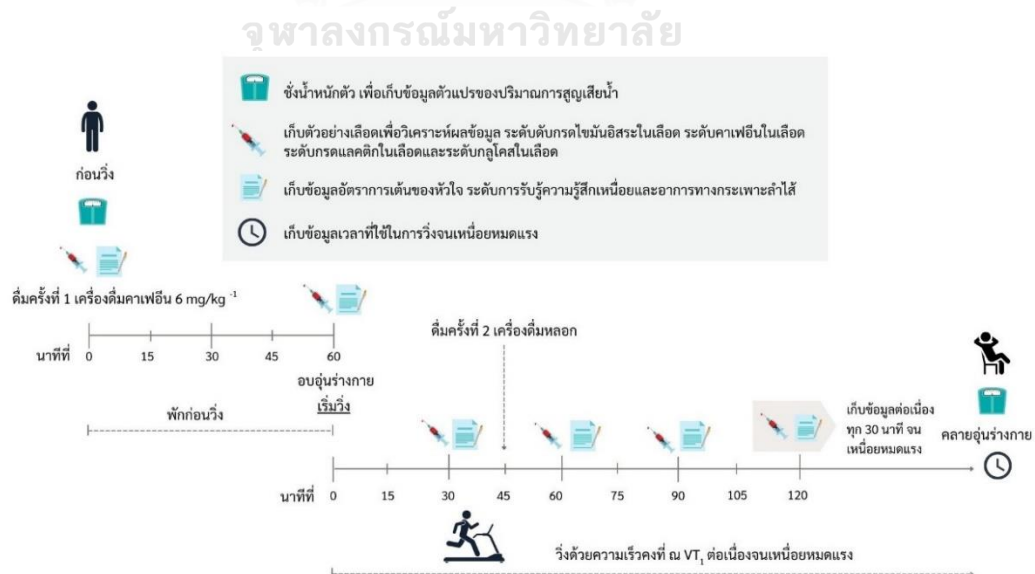 จุฬาลงกรณ์มหาวิทยาลัย
ชั่งน้ำหนักตัว เพื่อเก็บข้อมูลตัวแปรของปริมาณการสูญเสียน้ำ
เก็บตัวอย่างเลือดเพื่อวิเคราะห์ผลข้อมูล ระดับดับกรดไขมันอิสระในเลือด ระดับคาเฟอีนในเลือด
ระดับกรดแลคติกในเลือดและระดับกลูโคสในเลือด
เก็บข้อมูลอัตราการเต้นของหัวใจ ระดับการรับรู้ความรู้สึกเหนื่อยและอาการทางกระเพาะลำไส้
เก็บข้อมูลเวลาที่ใช้ในการวิ่งจนเหนื่อยหมดแรง
ก่อนวิ่ง
ดื่มครั้งที่ 1 เครื่องดื่มคาเฟอีน 6 mg/kg -1
นาทีที่ 0 15 30 45 60
อบอุ่นร่างกาย
เริ่มวิ่ง
พักก่อนวิ่ง
ดื่มครั้งที่ 2 เครื่องดื่มหลอก
เก็บข้อมูลต่อเนื่อง
ทุก 30 นาที จน
เหนื่อยหมดแรง
คลายอุ่นร่างกาย
นาทีที่ 0 15 30 45 60 75 90 105 120
วิ่งด้วยความเร็วคงที่ ณ VT1 ต่อเนื่องจนเหนื่อยหมดแรง